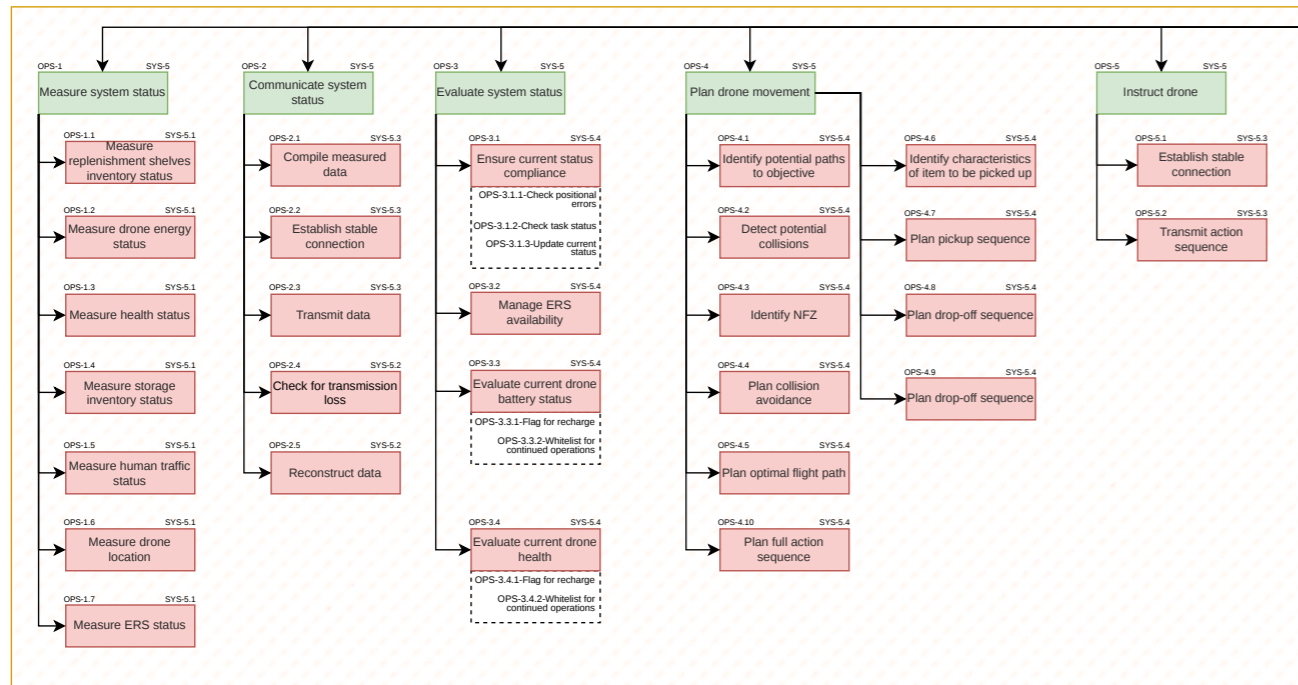 OPS-1 SYS-5
Measure system status
OPS-1.1 SYS-5.1
Measure
replenishment shelves
inventory status
OPS-1.2 SYS-5.1
Measure drone energy
status
OPS-1.3 SYS-5.1
Measure health status
OPS-1.4 SYS-5.1
Measure storage
inventory status
OPS-1.5 SYS-5.1
Measure human traffic
status
OPS-1.6 SYS-5.1
Measure drone
location
OPS-1.7 SYS-5.1
Measure ERS status
OPS-2 SYS-5
Communicate system
status
OPS-2.1 SYS-5.3
Compile measured
data
OPS-2.2 SYS-5.3
Establish stable
connection
OPS-2.3 SYS-5.3
Transmit data
OPS-2.4 SYS-5.2
Check for transmission
loss
OPS-2.5 SYS-5.2
Reconstruct data
OPS-3 SYS-5
Evaluate system status
OPS-3.1 SYS-5.4
Ensure current status
compliance
OPS-3.1.1-Check positional
errors
OPS-3.1.2-Check task status
OPS-3.1.3-Update current
status
OPS-3.2 SYS-5.4
Manage ERS
availability
OPS-3.3 SYS-5.4
Evaluate current drone
battery status
OPS-3.3.1-Flag for recharge
OPS-3.3.2-Whitelist for
continued operations
OPS-3.4 SYS-5.4
Evaluate current drone
health
OPS-3.4.1-Flag for recharge
OPS-3.4.2-Whitelist for
continued operations
OPS-4 SYS-5
Plan drone movement
OPS-4.1 SYS-5.4
Identify potential paths
to objective
OPS-4.2 SYS-5.4
Detect potential
collisions
OPS-4.3 SYS-5.4
Identify NFZ
OPS-4.4 SYS-5.4
Plan collision
avoidance
OPS-4.5 SYS-5.4
Plan optimal flight path
OPS-4.10 SYS-5.4
Plan full action
sequence
OPS-4.6 SYS-5.4
Identify characteristics
of item to be picked up
OPS-4.7 SYS-5.4
Plan pickup sequence
OPS-4.8 SYS-5.4
Plan drop-off sequence
OPS-4.9 SYS-5.4
Plan drop-off sequence
OPS-5 SYS-5
Instruct drone
OPS-5.1 SYS-5.3
Establish stable
connection
OPS-5.2 SYS-5.3
Transmit action
sequence